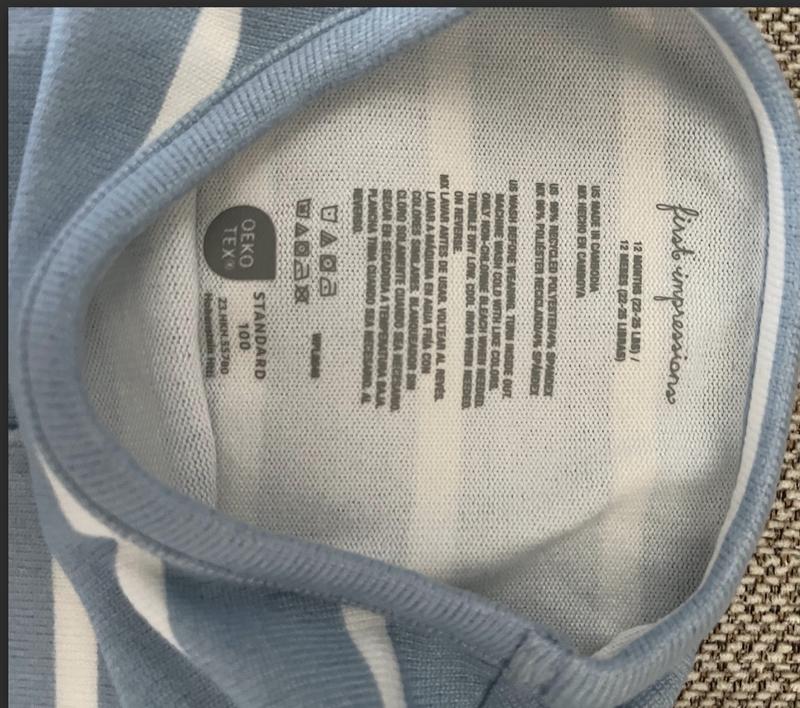 first impressions
12 MONTHS (22-25 LBS) /
12 MESES (22-25 LIBRAS)
US MADE IN CAMBODIA
MX HECHO EN CAMBOYA
US 96% RECYCLED POLYESTER/4% SPANDEX
MX 96% POLIÉSTER RECICLADO/4% SPANDEX
US WASH BEFORE WEARING. TURN INSIDE OUT.
MACHINE WASH COLD WITH LIKE COLORS.
ONLY NON-CHLORINE BLEACH WHEN NEEDED.
TUMBLE DRY LOW. COOL IRON WHEN NEEDED.
ON REVERSE.
MX LAVAR ANTES DE USAR. VOLTEAR AL REVÉS.
LAVAR A MÁQUINA EN AGUA FRÍA CON
COLORES SIMILARES. BLANQUEADOR SIN
CLORO SOLAMENTE CUANDO SEA NECESARIO.
SECAR EN SECADORA A TEMPERATURA BAJA.
PLANCHA TIBIA CUANDO SEA NECESARIO. AL
REVERSO.
OEKO
TEX®
STANDARD
100
Hohenstein HTTI